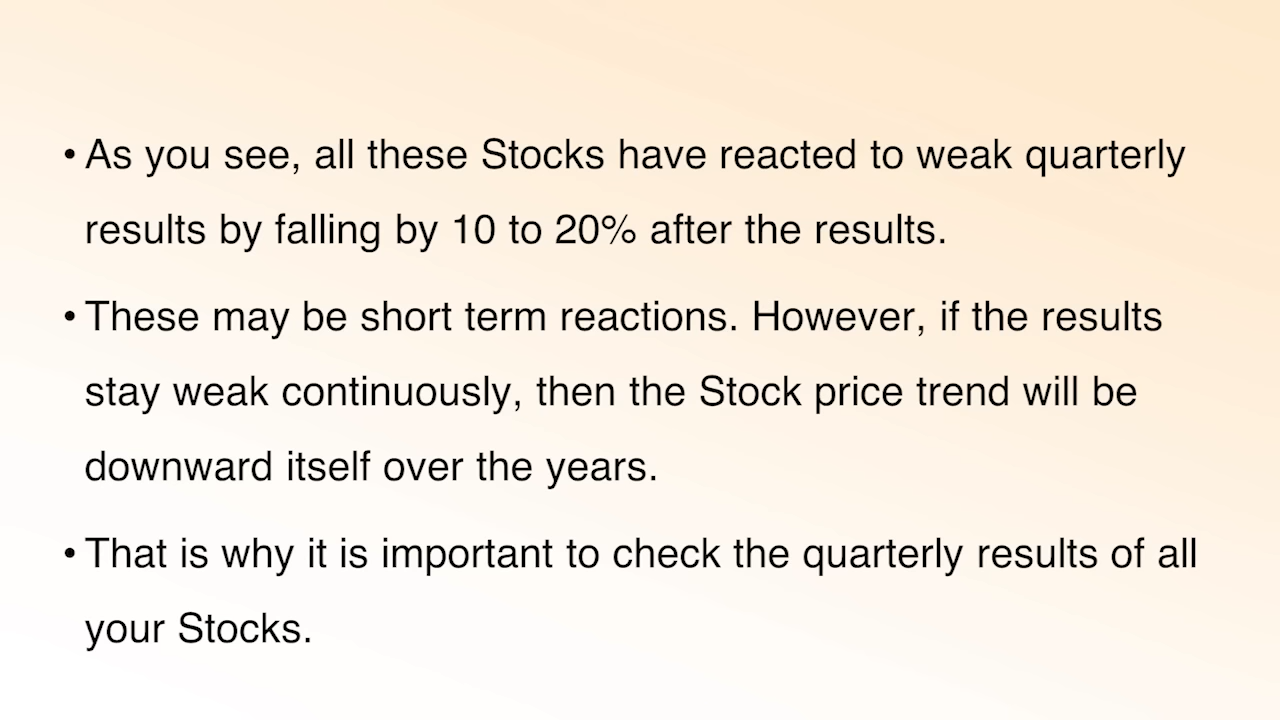 • As you see, all these Stocks have reacted to weak quarterly
results by falling by 10 to 20% after the results.
• These may be short term reactions. However, if the results
stay weak continuously, then the Stock price trend will be
downward itself over the years.
• That is why it is important to check the quarterly results of all
your Stocks.